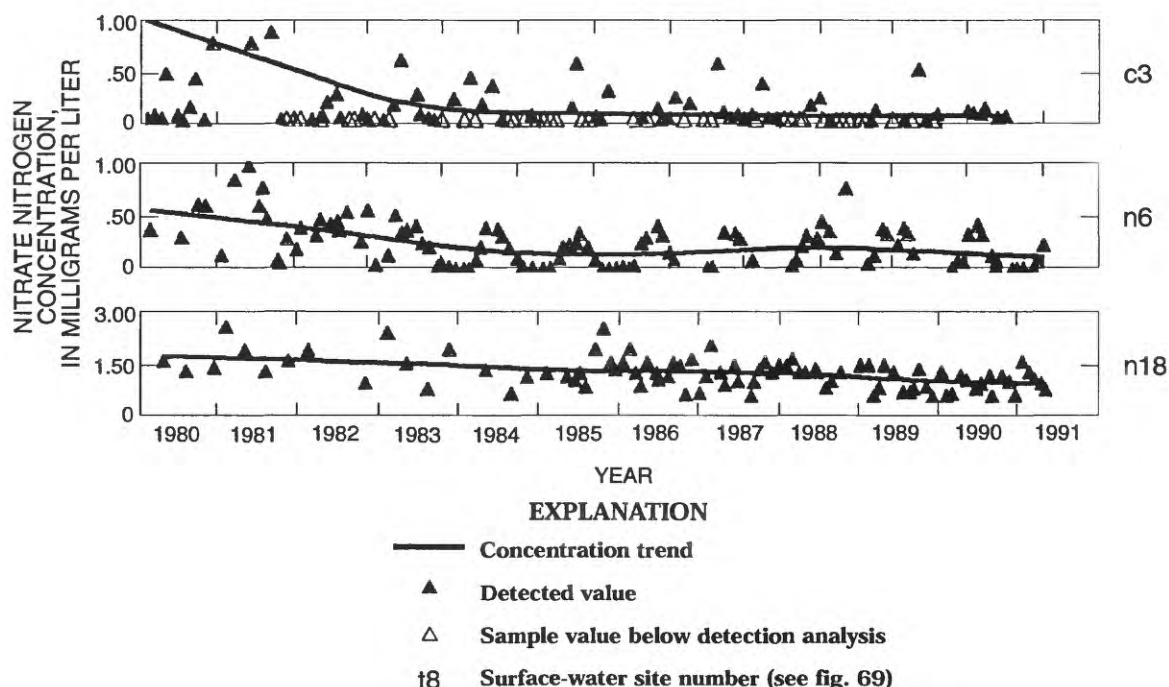 NITRATE NITROGEN
CONCENTRATION,
IN MILLIGRAMS PER LITER
1.00
.50
0
c3
1.00
.50
0
n6
3.00
1.50
0
n18
1980 1981 1982 1983 1984 1985 1986 1987 1988 1989 1990 1991
YEAR
EXPLANATION
Concentration trend
Detected value
Sample value below detection analysis
t8 Surface-water site number (see fig. 69)